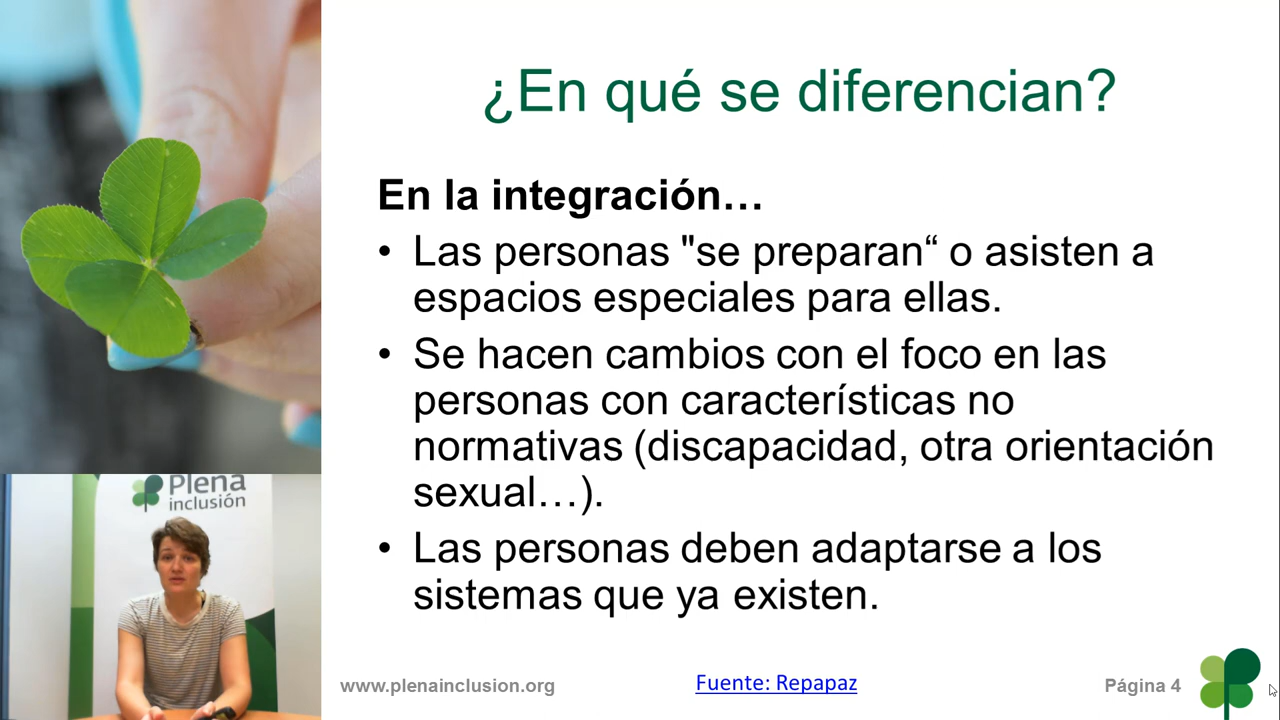 ¿En qué se diferencian?
En la integración…
• Las personas "se preparan“ o asisten a
espacios especiales para ellas.
• Se hacen cambios con el foco en las
personas con características no
normativas (discapacidad, otra orientación
sexual…).
• Las personas deben adaptarse a los
sistemas que ya existen.
Plena
inclusión
www.plenainclusion.org
Fuente: Repapaz
Página 4